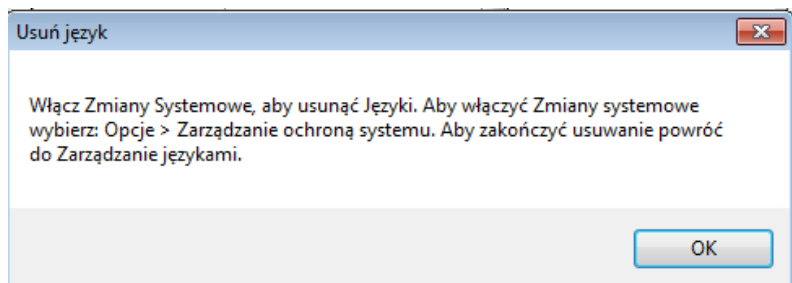 Usuń język
Włącz Zmiany Systemowe, aby usunąć Języki. Aby włączyć Zmiany systemowe
wybierz: Opcje > Zarządzanie ochroną systemu. Aby zakończyć usuwanie powróć
do Zarządzanie językami.
OK